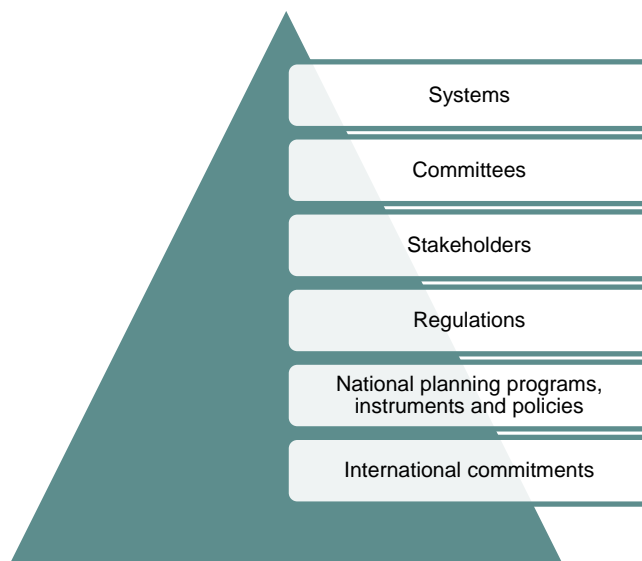 Systems
Committees
Stakeholders
Regulations
National planning programs,
instruments and policies
International commitments